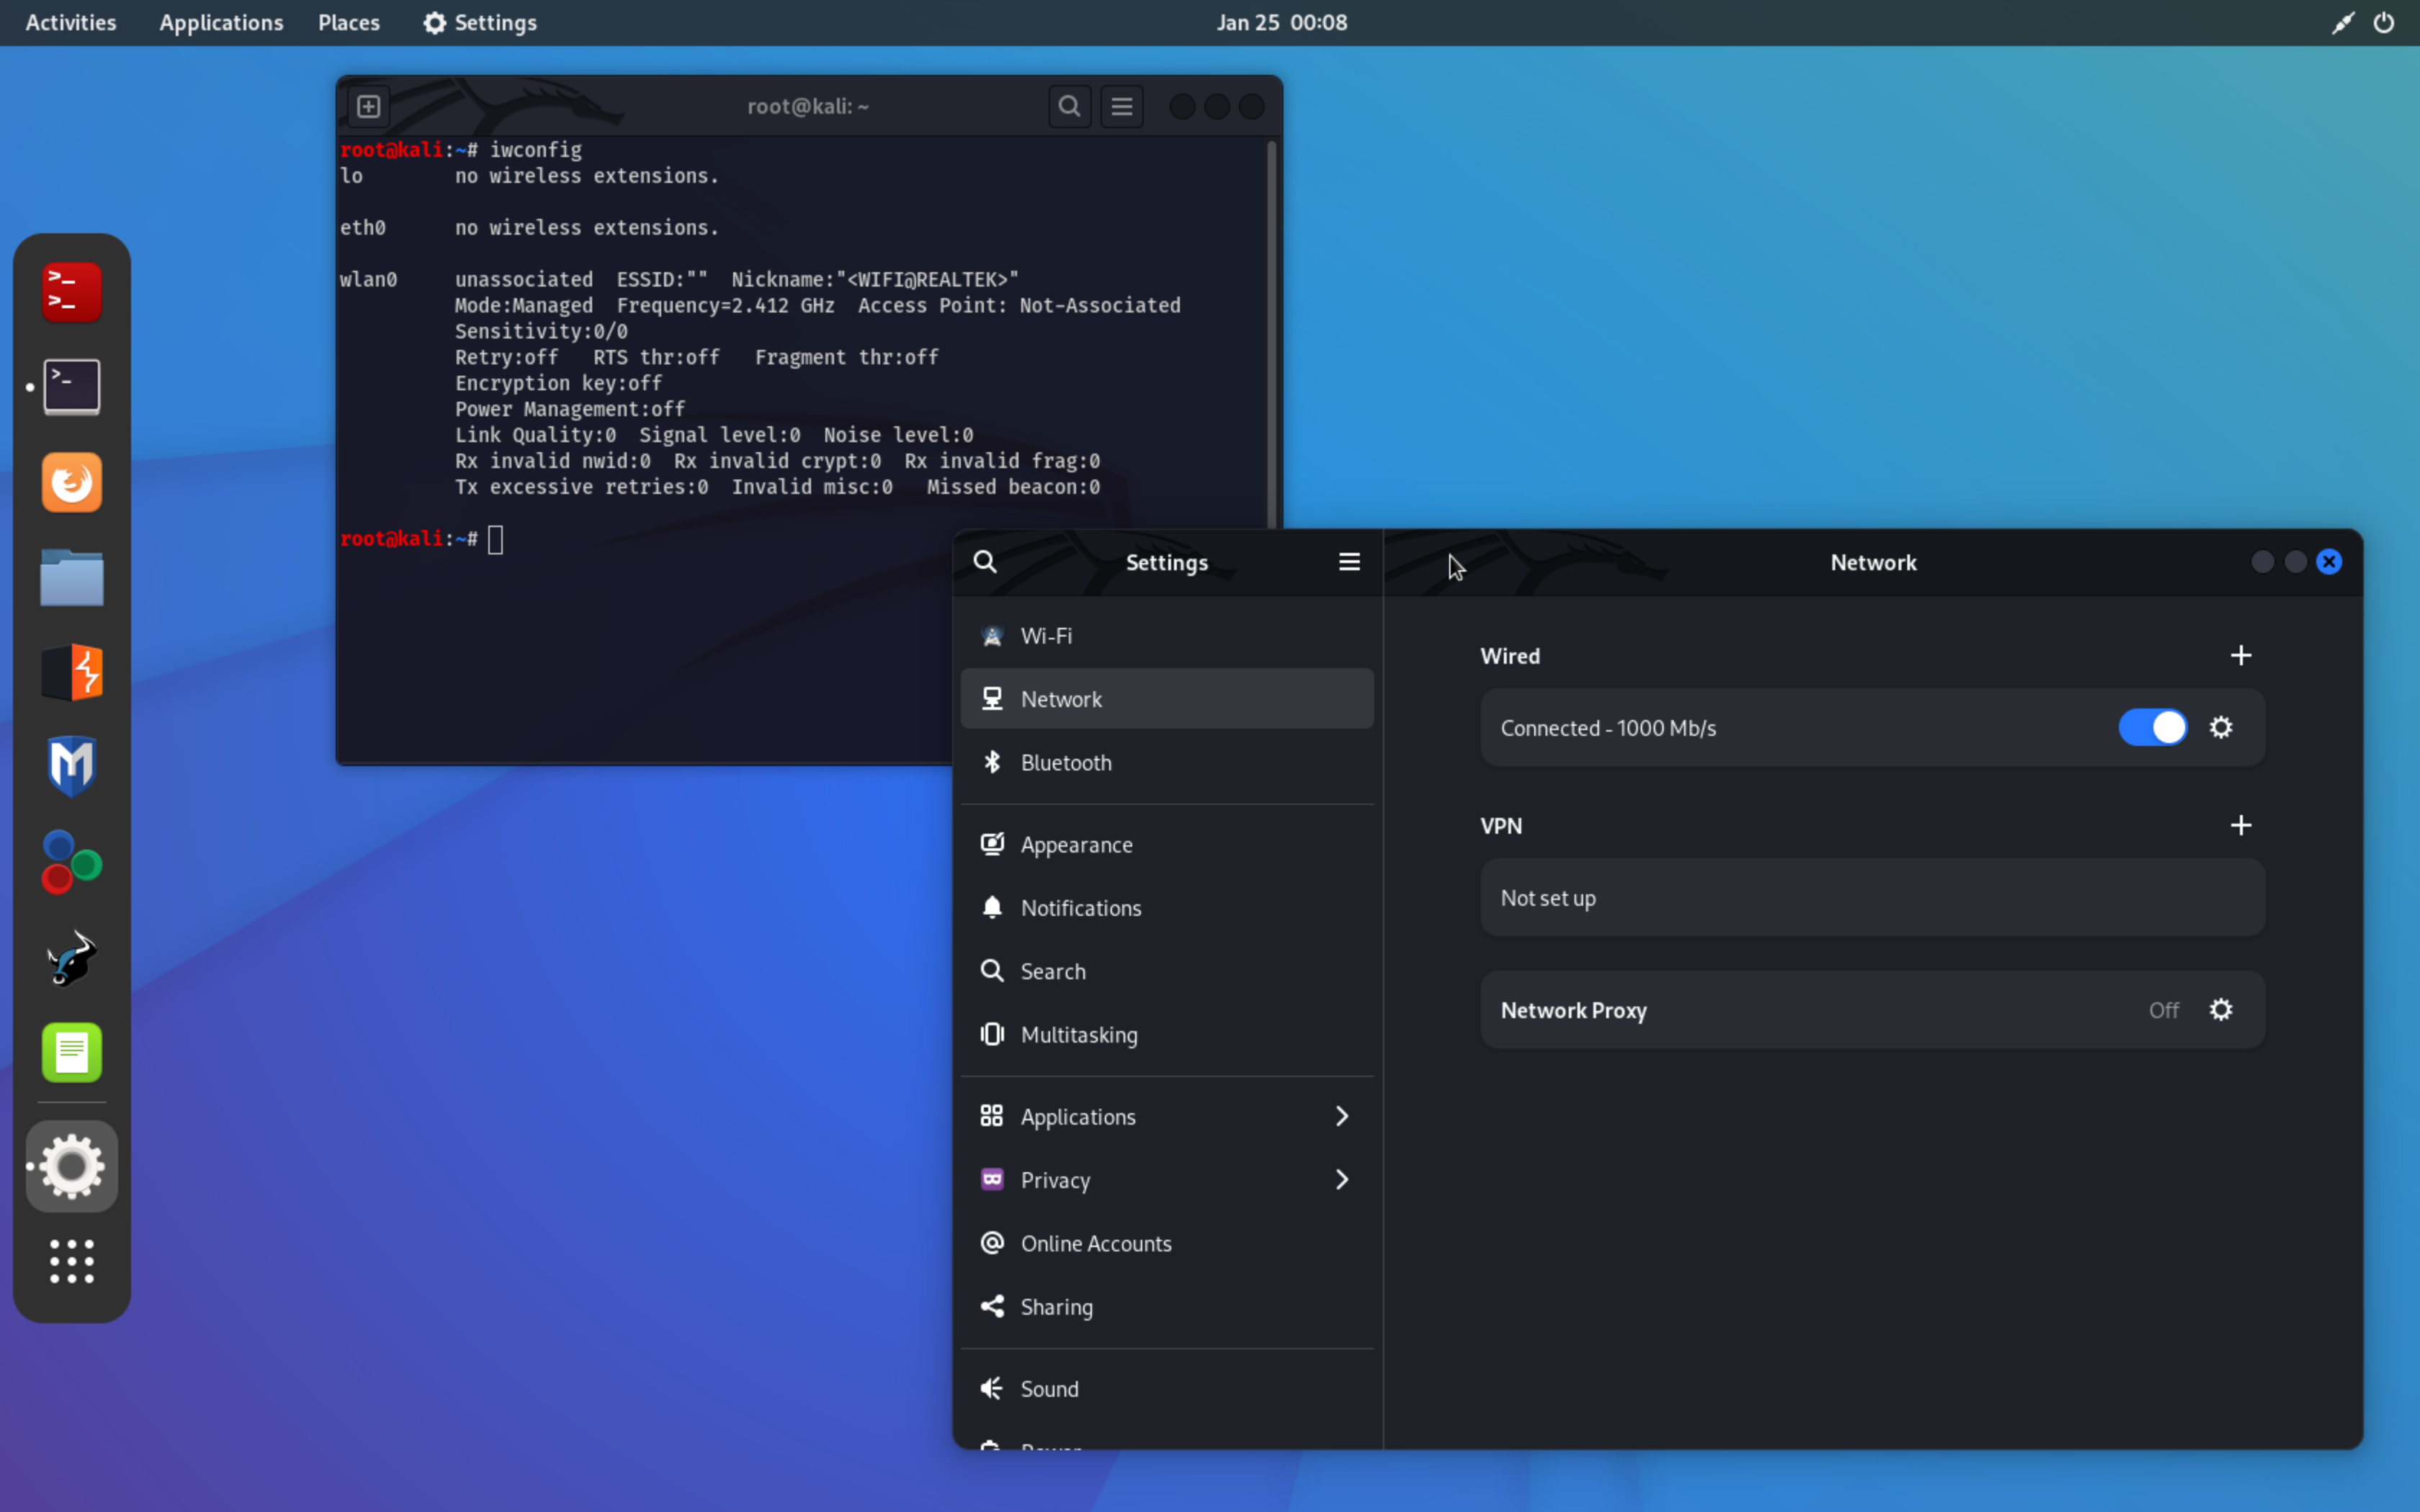 Activities Applications Places Settings Jan 25 00:08
root@kali: ~
root@kali:~# iwconfig
lo        no wireless extensions.
eth0      no wireless extensions.
wlan0     unassociated  ESSID:""  Nickname:"<WIFI@REALTEK>"
          Mode:Managed  Frequency=2.412 GHz  Access Point: Not-Associated
          Sensitivity:0/0
          Retry:off   RTS thr:off   Fragment thr:off
          Encryption key:off
          Power Management:off
          Link Quality:0  Signal level:0  Noise level:0
          Rx invalid nwid:0  Rx invalid crypt:0  Rx invalid frag:0
          Tx excessive retries:0  Invalid misc:0   Missed beacon:0
root@kali:~#
Settings
Wi-Fi
Network
Bluetooth
Appearance
Notifications
Search
Multitasking
Applications
Privacy
Online Accounts
Sharing
Sound
Network
Wired
Connected - 1000 Mb/s
VPN
Not set up
Network Proxy Off